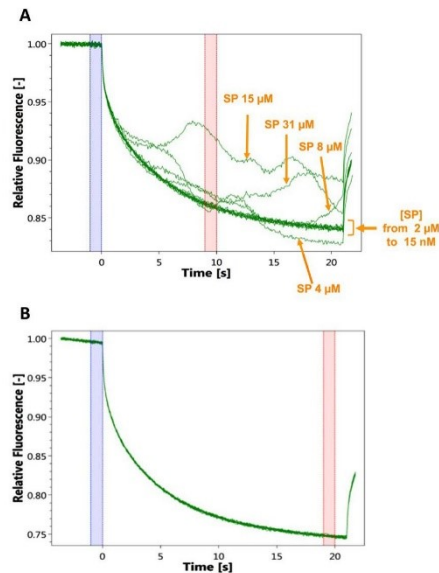 A
1.00
0.95
0.90
0.85
Relative Fluorescence [-]
SP 15 µM
SP 31 µM
SP 8 µM
[SP]
from 2 µM
to 15 nM
SP 4 µM
0
5
10
15
20
Time [s]
B
1.00
0.95
0.90
0.85
0.80
0.75
Relative Fluorescence [-]
0
5
10
15
20
Time [s]